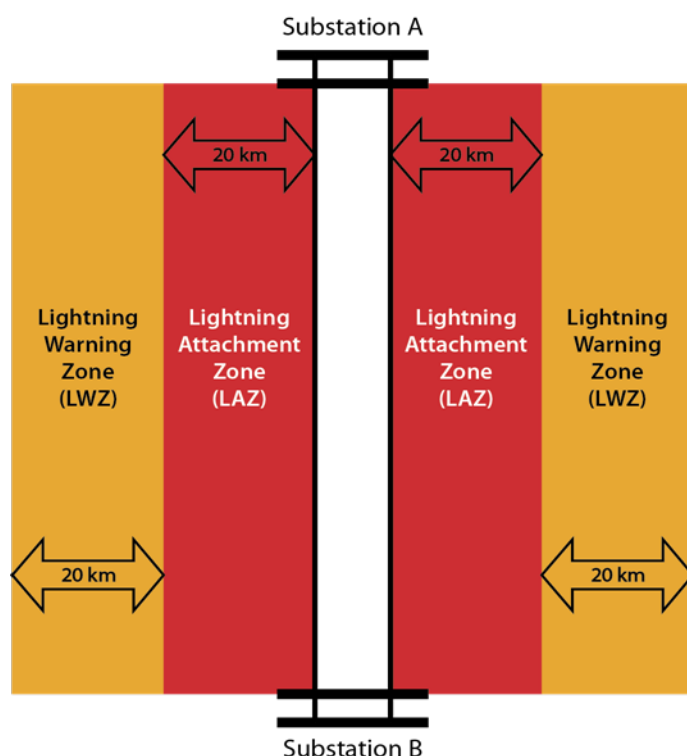 Substation A
20 km
20 km
Lightning
Warning
Zone
(LWZ)
Lightning
Attachment
Zone
(LAZ)
Lightning
Attachment
Zone
(LAZ)
Lightning
Warning
Zone
(LWZ)
20 km
20 km
Substation B